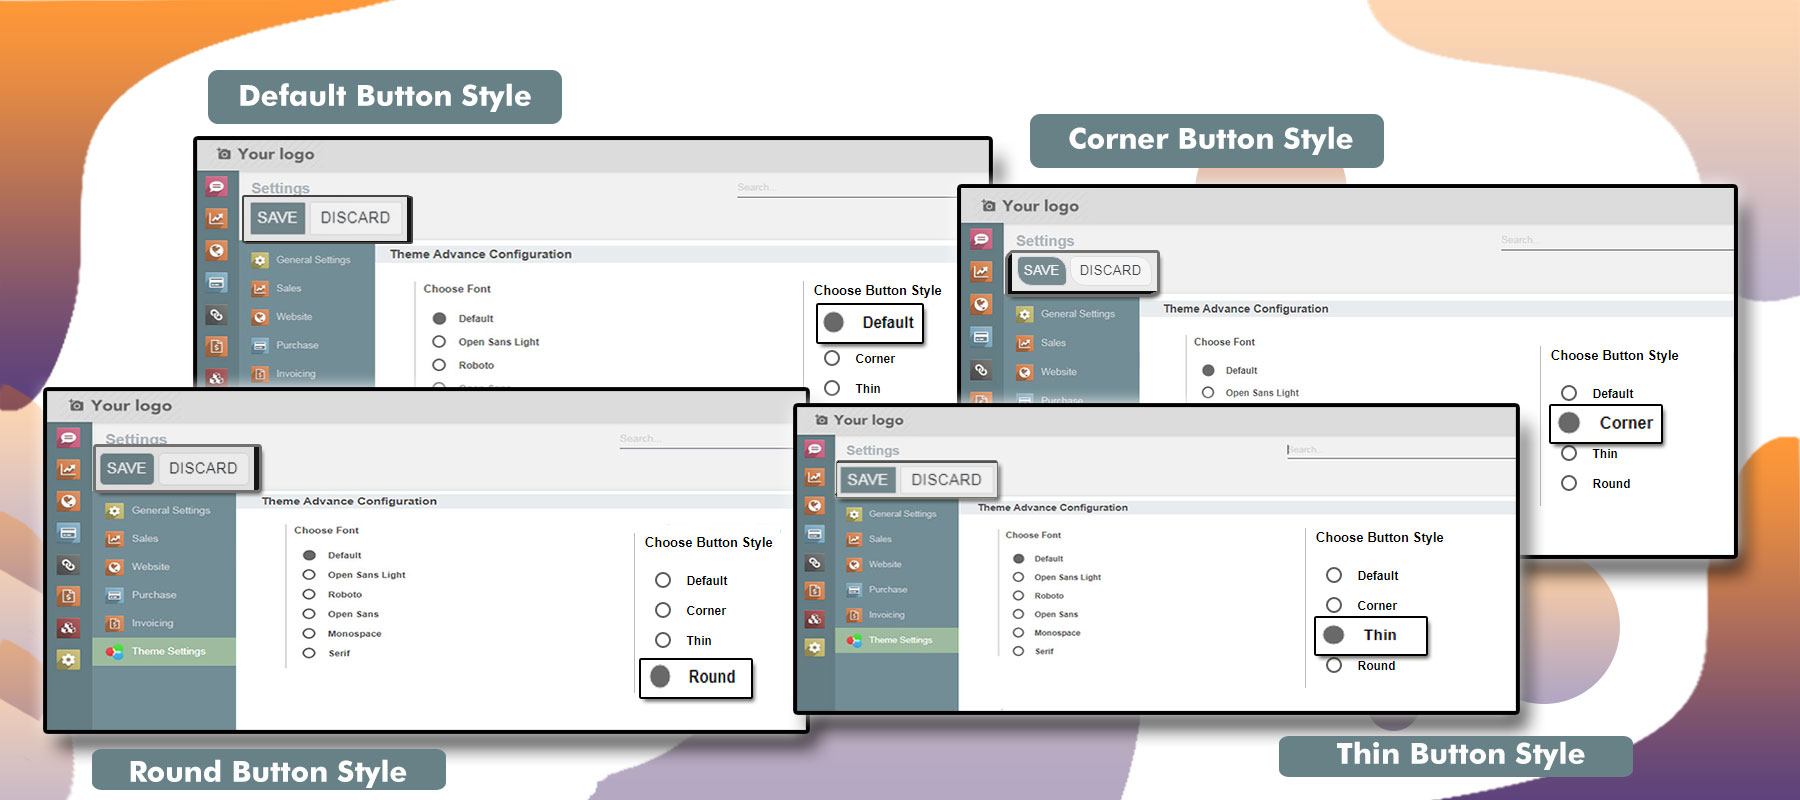 Default Button Style
Your logo
Settings
Search...
SAVE DISCARD
Theme Advance Configuration
General Settings
Sales
Website
Purchase
Invoicing
Choose Font
Default
Open Sans Light
Roboto
Open Sans
Choose Button Style
Default
Corner
Thin
Corner Button Style
Your logo
Settings
Search...
SAVE DISCARD
Theme Advance Configuration
General Settings
Sales
Website
Purchase
Choose Font
Default
Open Sans Light
Choose Button Style
Default
Corner
Thin
Round
Your logo
Settings
Search...
SAVE DISCARD
Theme Advance Configuration
General Settings
Sales
Website
Purchase
Invoicing
Theme Settings
Choose Font
Default
Open Sans Light
Roboto
Open Sans
Monospace
Serif
Choose Button Style
Default
Corner
Thin
Round
Round Button Style
Your logo
Settings
Search...
SAVE DISCARD
Theme Advance Configuration
General Settings
Sales
Website
Purchase
Invoicing
Theme Settings
Choose Font
Default
Open Sans Light
Roboto
Open Sans
Monospace
Serif
Choose Button Style
Default
Corner
Thin
Round
Thin Button Style